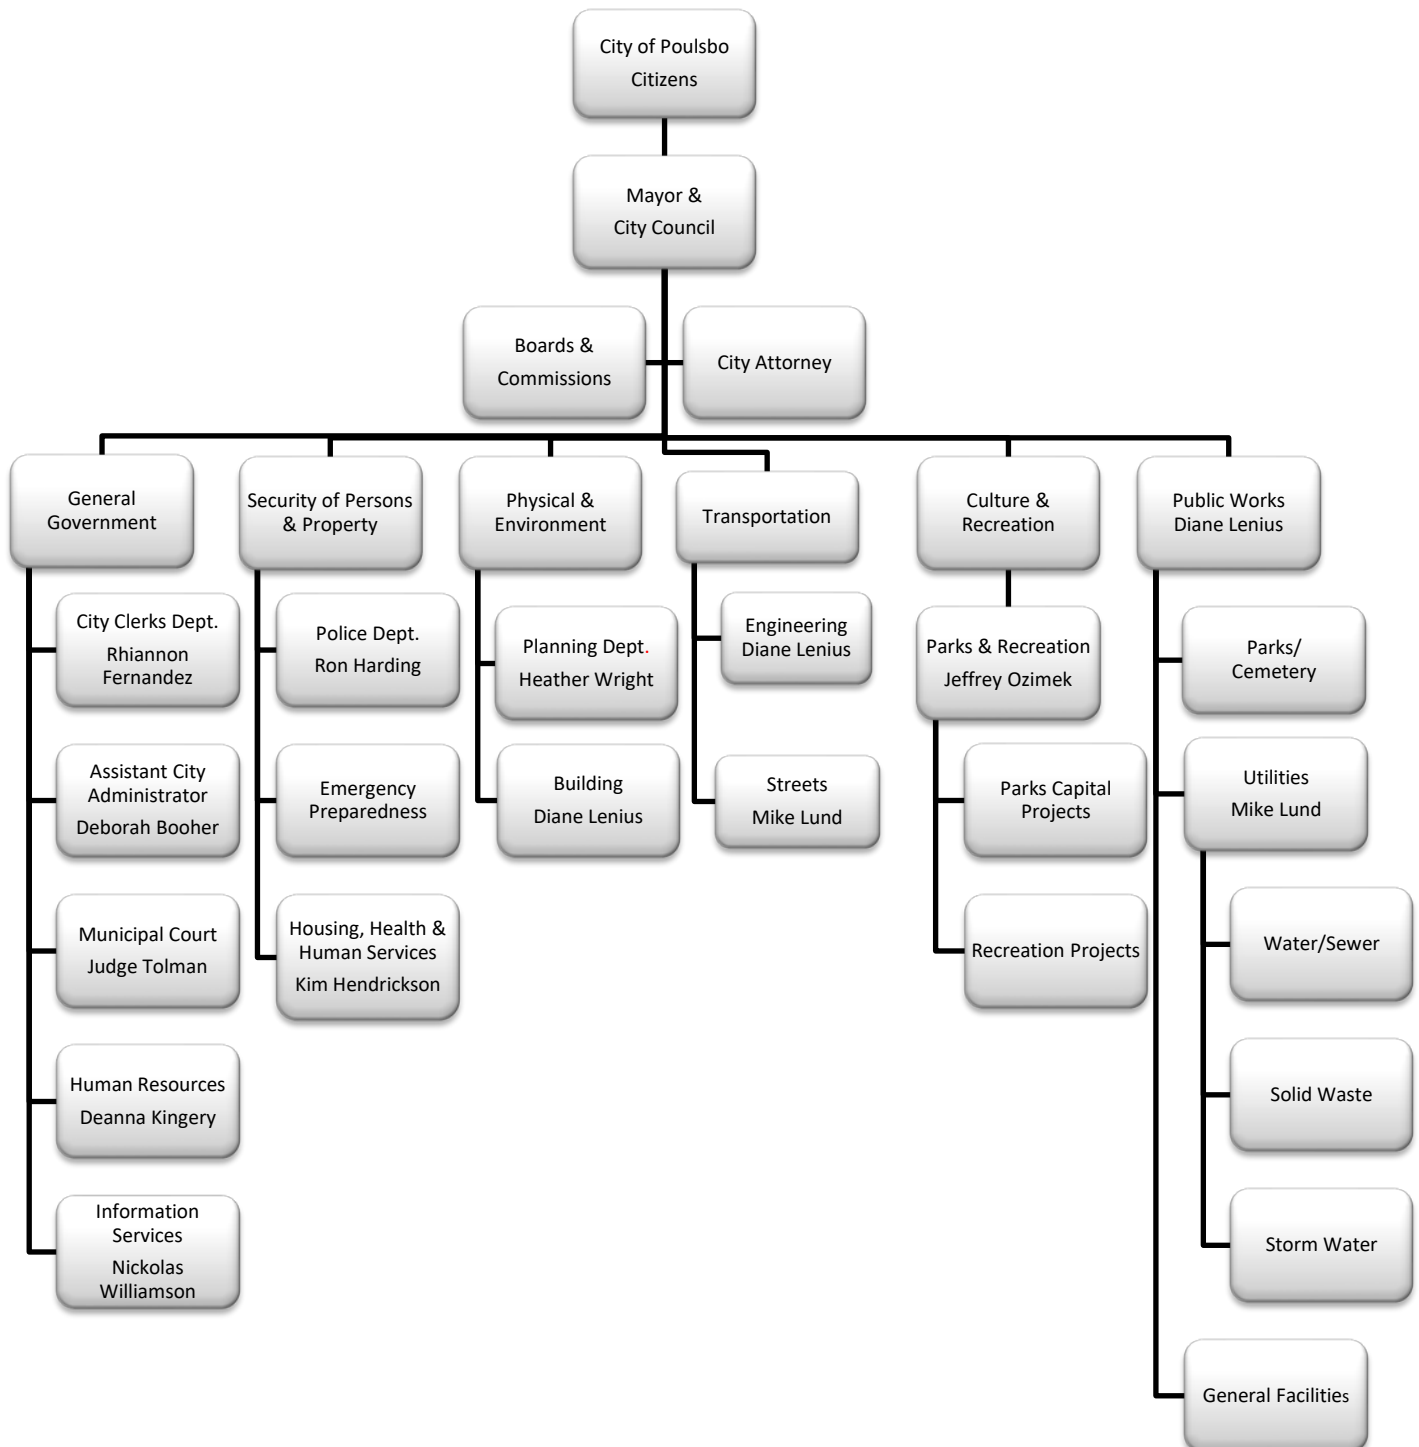 City of Poulsbo
Citizens
Mayor &
City Council
Boards &
Commissions
City Attorney
General
Government
Security of Persons
& Property
Physical &
Environment
Transportation
Culture &
Recreation
Public Works
Diane Lenius
City Clerks Dept.
Rhiannon
Fernandez
Assistant City
Administrator
Deborah Booher
Municipal Court
Judge Tolman
Human Resources
Deanna Kingery
Information
Services
Nickolas
Williamson
Police Dept.
Ron Harding
Emergency
Preparedness
Housing, Health &
Human Services
Kim Hendrickson
Planning Dept.
Heather Wright
Building
Diane Lenius
Engineering
Diane Lenius
Streets
Mike Lund
Parks & Recreation
Jeffrey Ozimek
Parks Capital
Projects
Recreation Projects
Parks/
Cemetery
Utilities
Mike Lund
Water/Sewer
Solid Waste
Storm Water
General Facilities